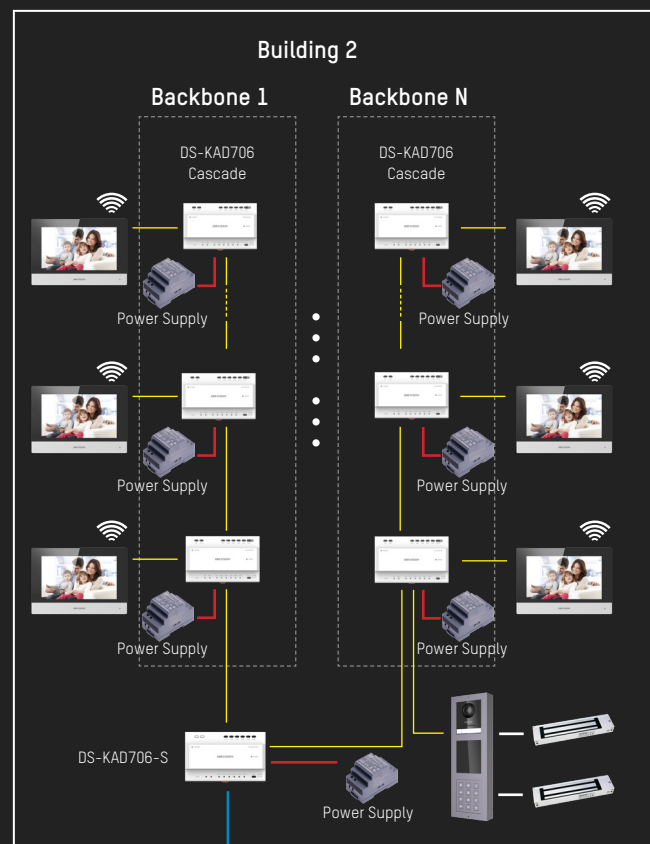 Building 2
Backbone 1
Backbone N
DS-KAD706
Cascade
DS-KAD706
Cascade
Power Supply
Power Supply
Power Supply
Power Supply
Power Supply
Power Supply
DS-KAD706-S
Power Supply